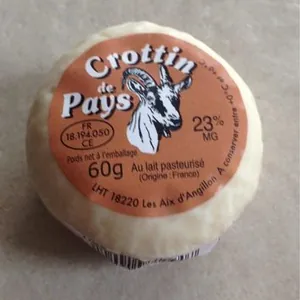 Crottin
de
Pays
FR
18.194.050
CE
23% MG
Poids net à l'emballage
60g Au lait pasteurisé
(Origine : France)
LHT 18220 Les Aix d'Angillon
A conserver entre